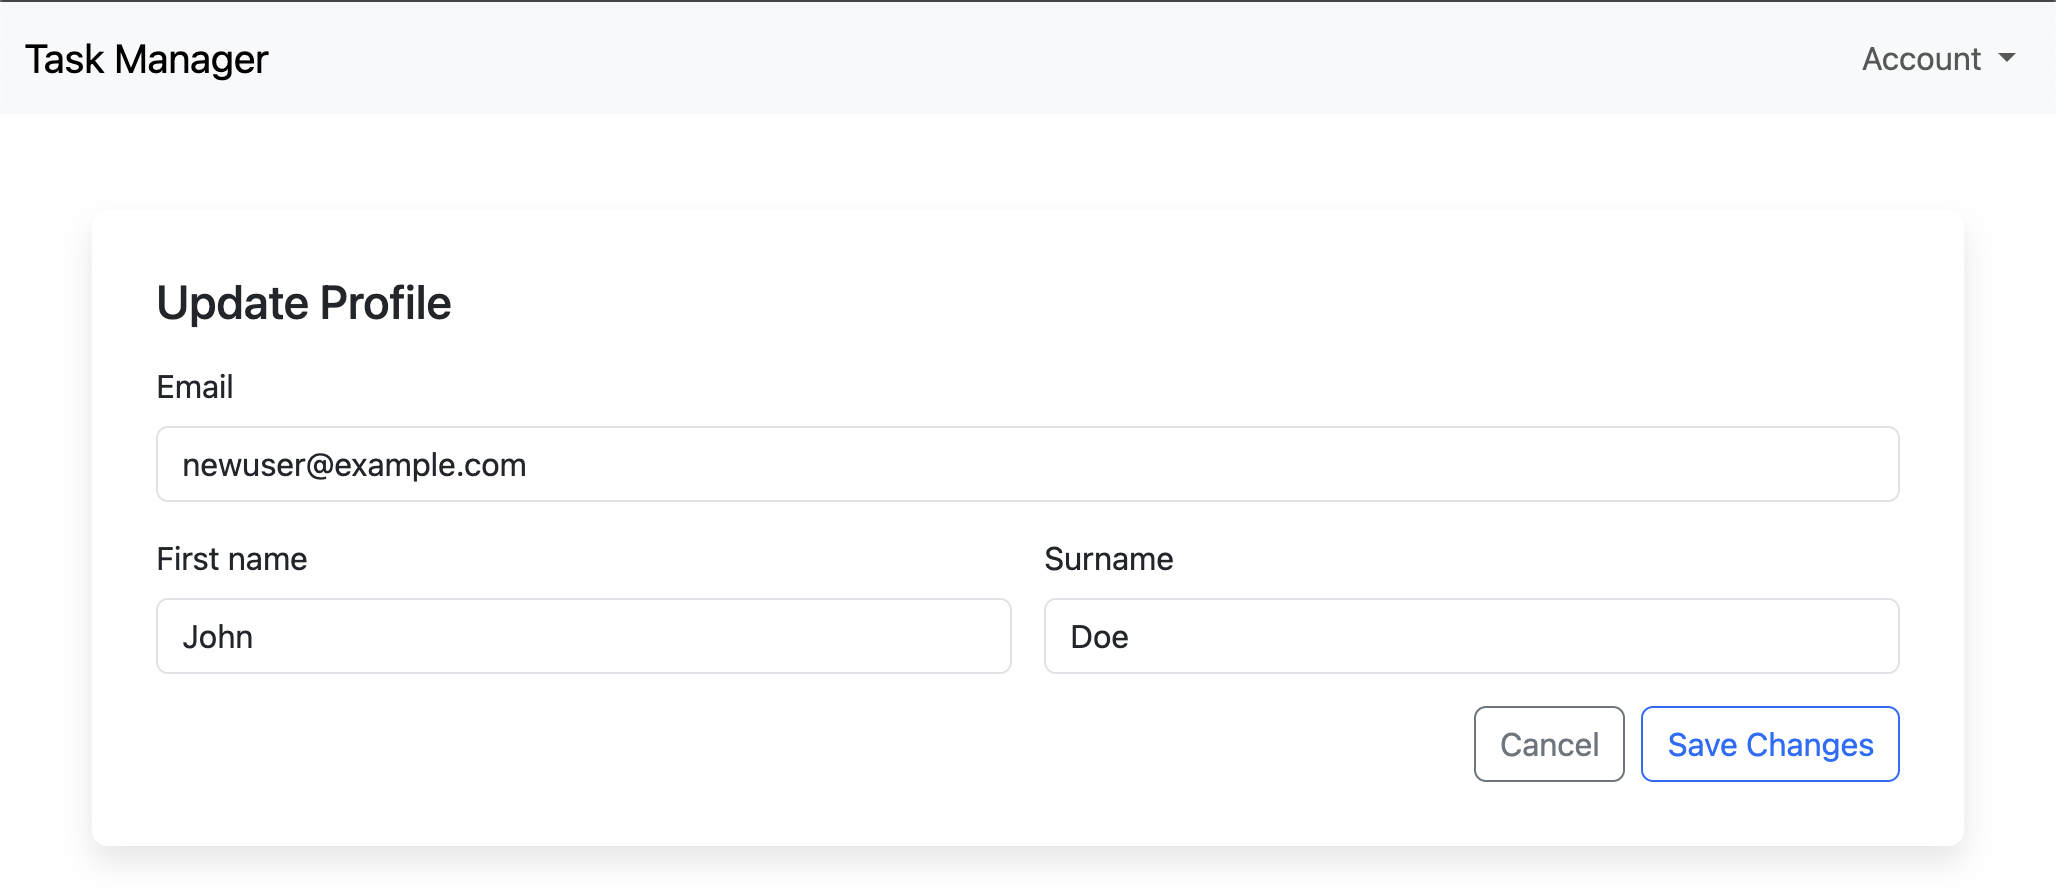 Task Manager
Account
Update Profile
Email
newuser@example.com
First name
Surname
John
Doe
Cancel
Save Changes